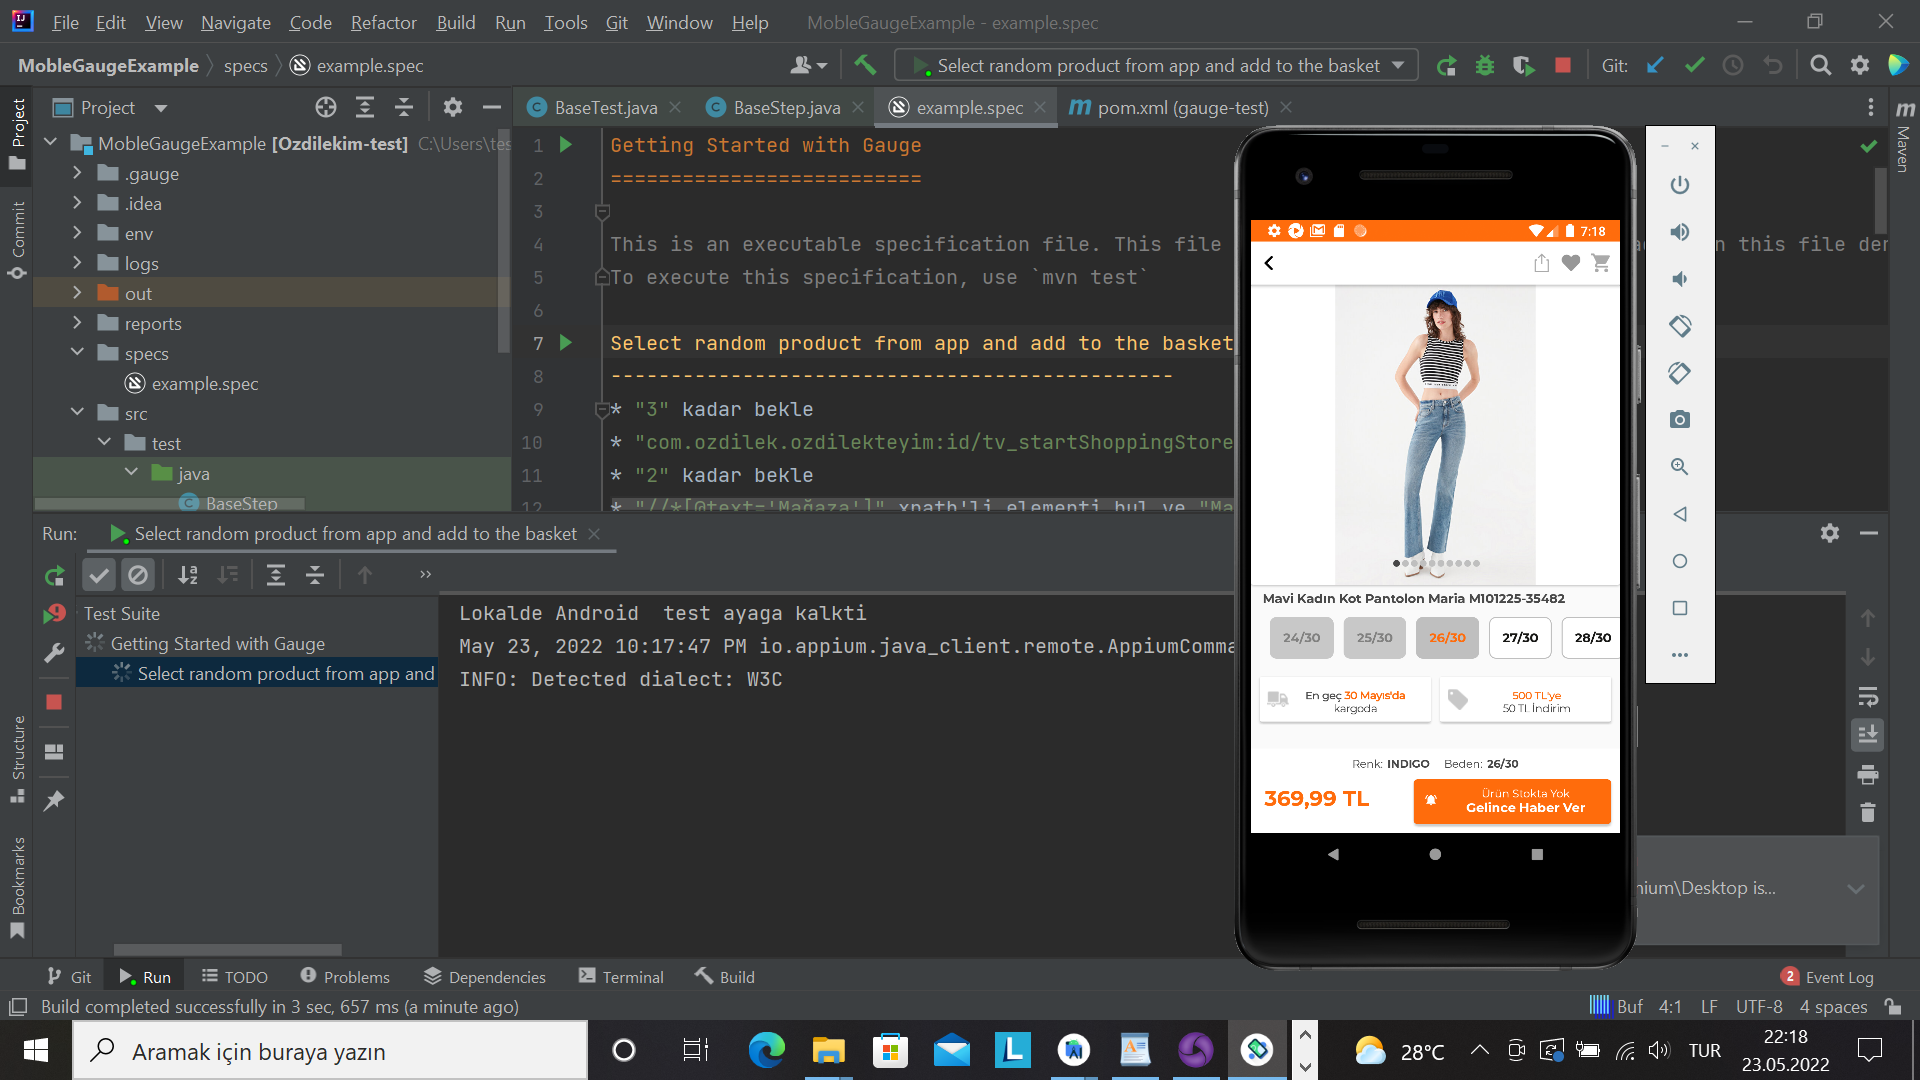 File Edit View Navigate Code Refactor Build Run Tools Git Window Help MobleGaugeExample - example.spec
MobleGaugeExample specs example.spec Select random product from app and add to the basket Git:
Project
BaseTest.java BaseStep.java example.spec pom.xml (gauge-test)
Project
Commit
Structure
Bookmarks
Maven
MobleGaugeExample [Ozdilekim-test] C:\Users\tes
.gauge
.idea
env
logs
out
reports
specs
example.spec
src
test
java
BaseStep
1 Getting Started with Gauge
2 ==========================
3
4 This is an executable specification file. This file n this file der
5 To execute this specification, use `mvn test`
6
7 Select random product from app and add to the basket
8 -----------------------------------------------
9 * "3" kadar bekle
10 * "com.ozdilek.ozdilekteyim:id/tv_startShoppingStore
11 * "2" kadar bekle
12 * "//*[@text='Mağaza']" xpath'li elementi bul ve "Ma
7:18
Mavi Kadın Kot Pantolon Maria M101225-35482
24/30 25/30 26/30 27/30 28/30
En geç 30 Mayıs'da
kargoda
500 TL'ye
50 TL İndirim
Renk: INDIGO Beden: 26/30
369,99 TL
Ürün Stokta Yok
Gelince Haber Ver
Run: Select random product from app and add to the basket
Test Suite
Getting Started with Gauge
Select random product from app and
Lokalde Android  test ayaga kalkti
May 23, 2022 10:17:47 PM io.appium.java_client.remote.AppiumComma
INFO: Detected dialect: W3C
nium\Desktop is...
Git Run TODO Problems Dependencies Terminal Build 2 Event Log
Build completed successfully in 3 sec, 657 ms (a minute ago) Buf 4:1 LF UTF-8 4 spaces
Aramak için buraya yazın
28°C
TUR
22:18
23.05.2022